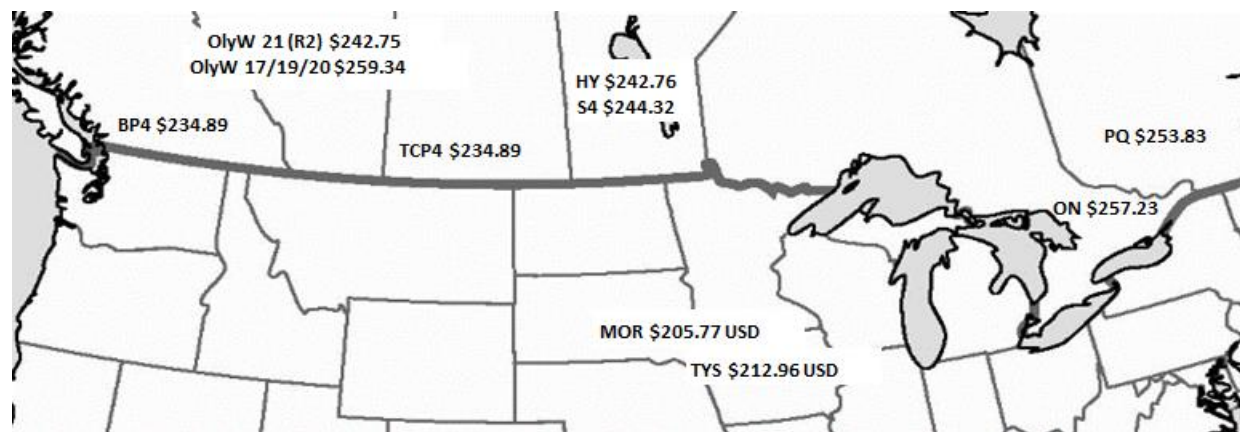 OlyW 21 (R2) $242.75
OlyW 17/19/20 $259.34
HY $242.76
S4 $244.32
BP4 $234.89
TCP4 $234.89
PQ $253.83
ON $257.23
MOR $205.77 USD
TYS $212.96 USD